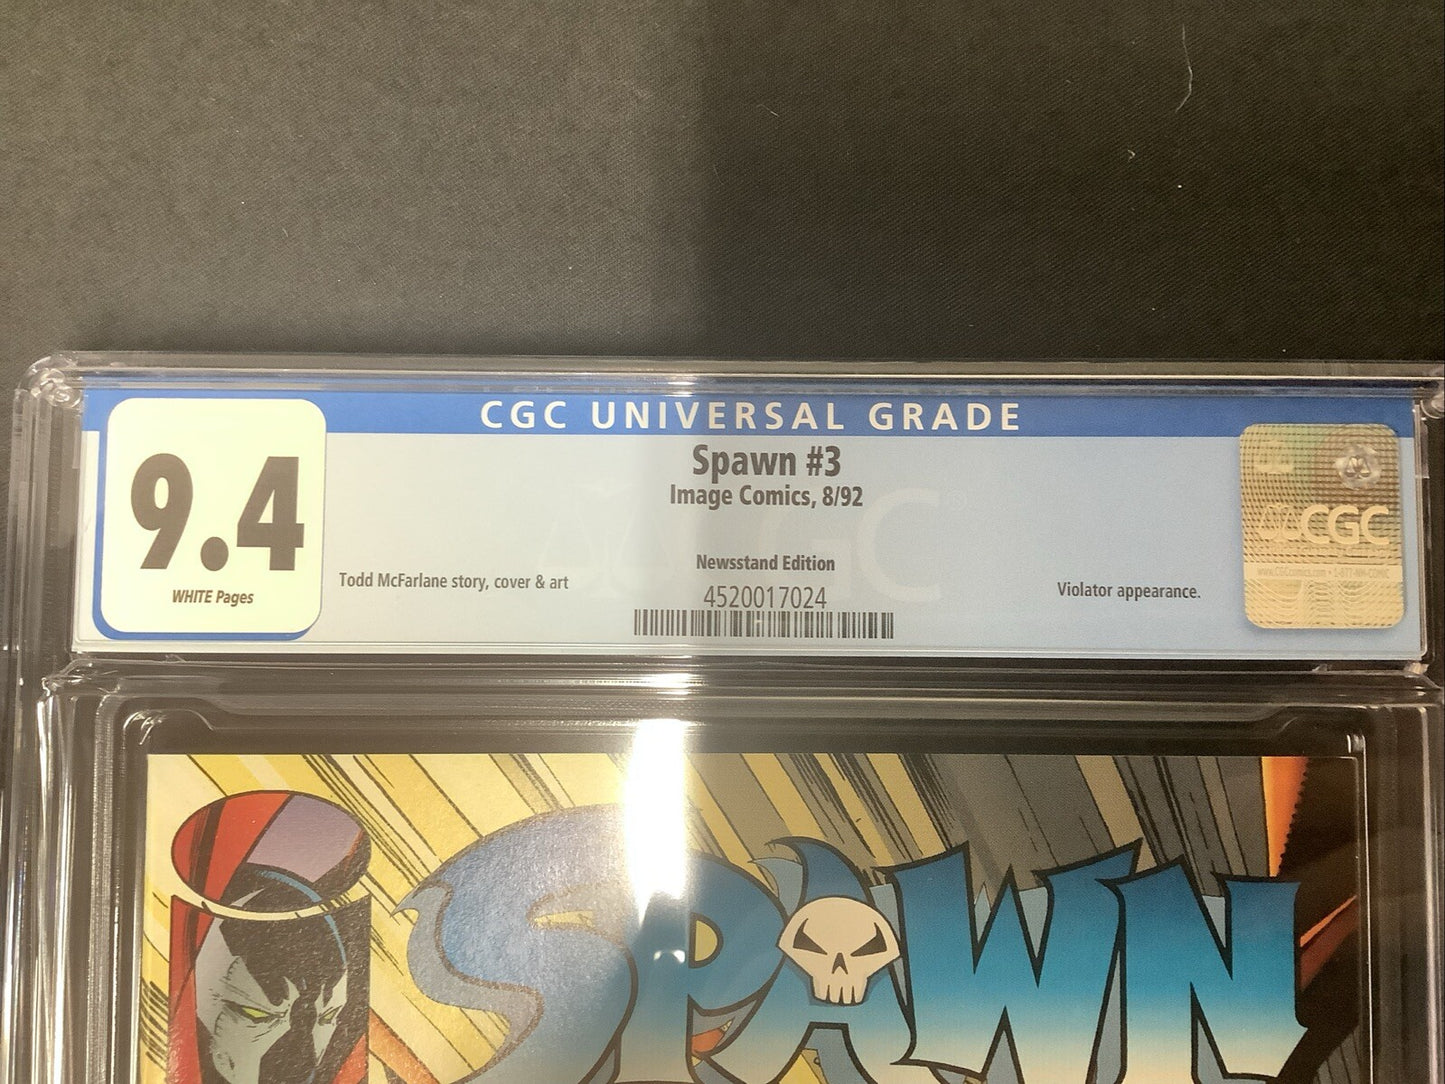 CGC UNIVERSAL GRADE
9.4
WHITE Pages
Spawn #3
Image Comics, 8/92
Newsstand Edition
Todd McFarlane story, cover & art
4520017024
Violator appearance.
CGC
CGC
SPAWN